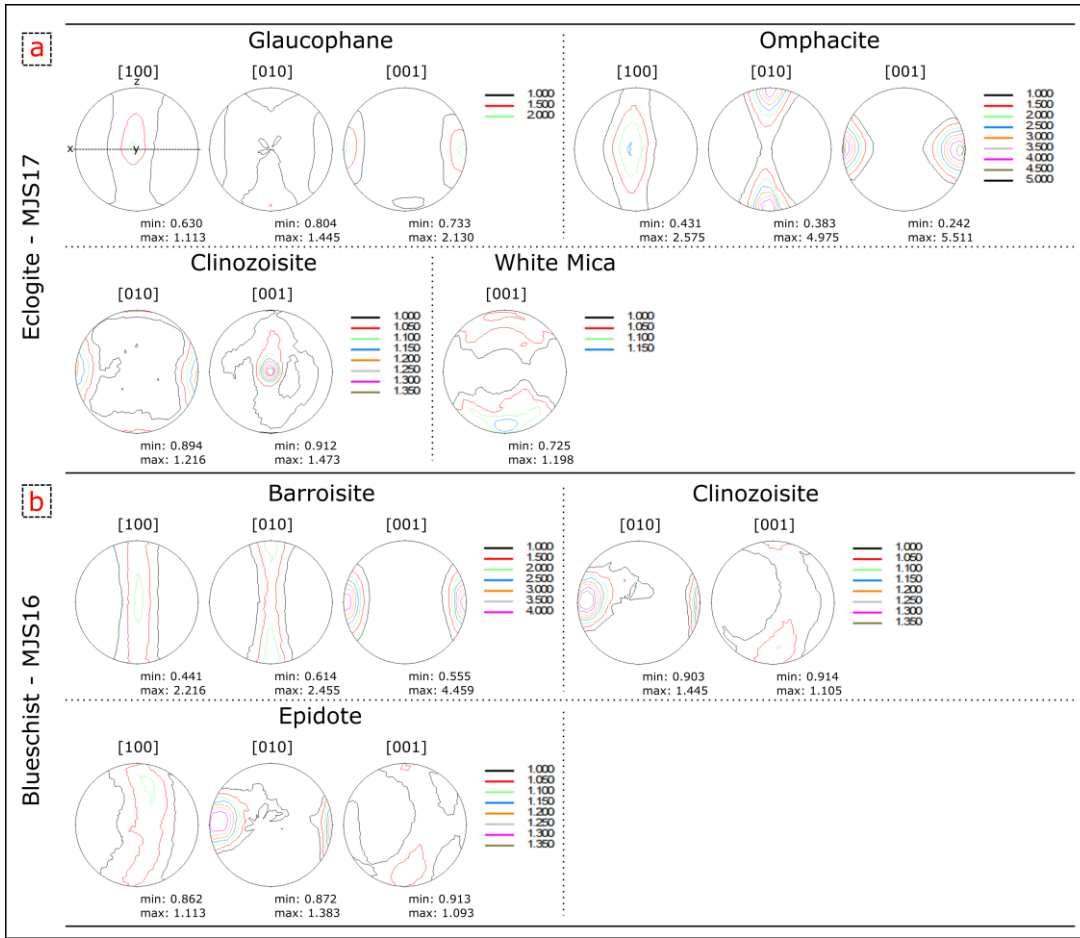 a
Eclogite - MJS17
Glaucophane
[100] [010] [001]
z
x
y
1.000
1.500
2.000
min: 0.630
max: 1.113
min: 0.804
max: 1.445
min: 0.733
max: 2.130
Omphacite
[100] [010] [001]
1.000
1.500
2.000
2.500
3.000
3.500
4.000
4.500
5.000
min: 0.431
max: 2.575
min: 0.383
max: 4.975
min: 0.242
max: 5.511
Clinozoisite
[010] [001]
1.000
1.050
1.100
1.150
1.200
1.250
1.300
1.350
min: 0.894
max: 1.216
min: 0.912
max: 1.473
White Mica
[001]
1.000
1.050
1.100
1.150
min: 0.725
max: 1.198
b
Blueschist - MJS16
Barroisite
[100] [010] [001]
1.000
1.500
2.000
2.500
3.000
3.500
4.000
min: 0.441
max: 2.216
min: 0.614
max: 2.455
min: 0.555
max: 4.459
Clinozoisite
[010] [001]
1.000
1.050
1.100
1.150
1.200
1.250
1.300
1.350
min: 0.903
max: 1.445
min: 0.914
max: 1.105
Epidote
[100] [010] [001]
1.000
1.050
1.100
1.150
1.200
1.250
1.300
1.350
min: 0.862
max: 1.113
min: 0.872
max: 1.383
min: 0.913
max: 1.093